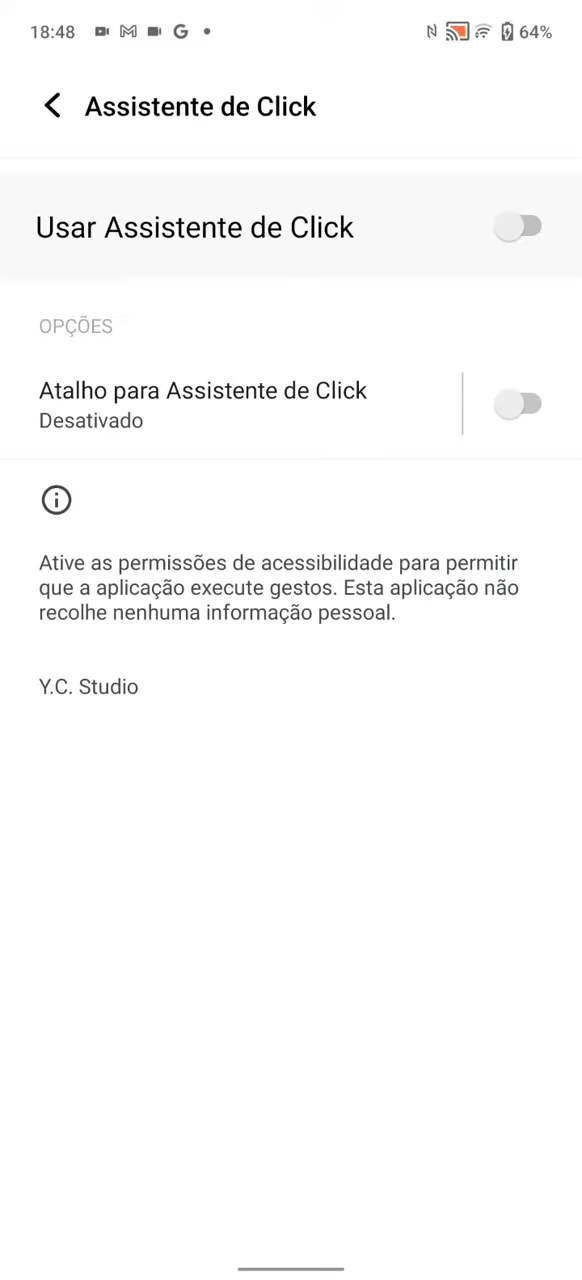 18:48
64%
Assistente de Click
Usar Assistente de Click
OPÇÕES
Atalho para Assistente de Click
Desativado
Ative as permissões de acessibilidade para permitir
que a aplicação execute gestos. Esta aplicação não
recolhe nenhuma informação pessoal.
Y.C. Studio